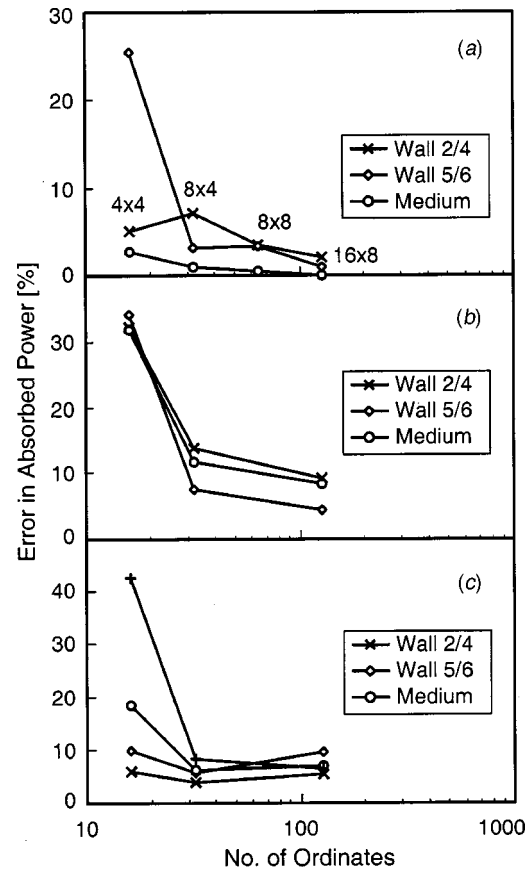 Error in Absorbed Power [%]
30
(a)
20
Wall 2/4
Wall 5/6
Medium
10
4x4
8x4
8x8
16x8
0
(b)
30
Wall 2/4
Wall 5/6
Medium
20
10
0
(c)
40
Wall 2/4
Wall 5/6
Medium
30
20
10
0
10
100
1000
No. of Ordinates